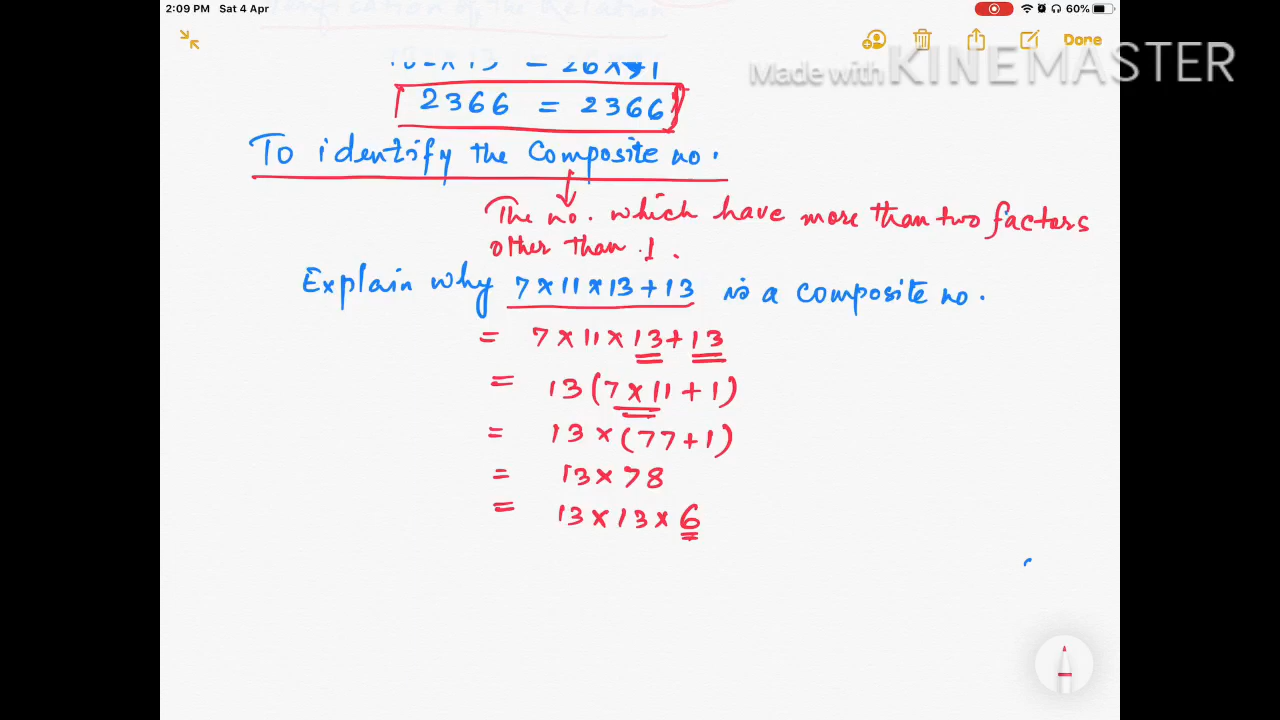 2:09 PM Sat 4 Apr
60%
Done
Made with KINEMASTER
2366 = 2366
To identify the Composite no.
The no. which have more than two factors
other than 1.
Explain why 7×11×13+13 is a composite no.
= 7×11×13+13
= 13(7×11+1)
= 13×(77+1)
= 13×78
= 13×13×6